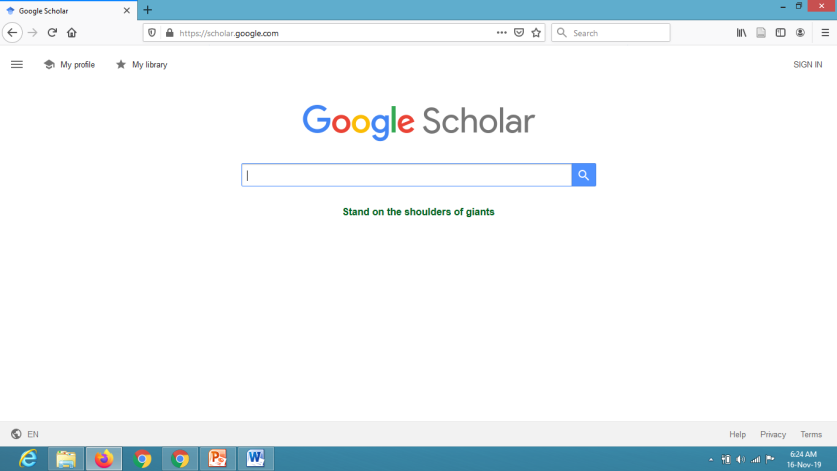 Google Scholar
https://scholar.google.com
Search
My profile
My library
SIGN IN
Google Scholar
Stand on the shoulders of giants
EN
Help
Privacy
Terms
6:24 AM
16-Nov-19